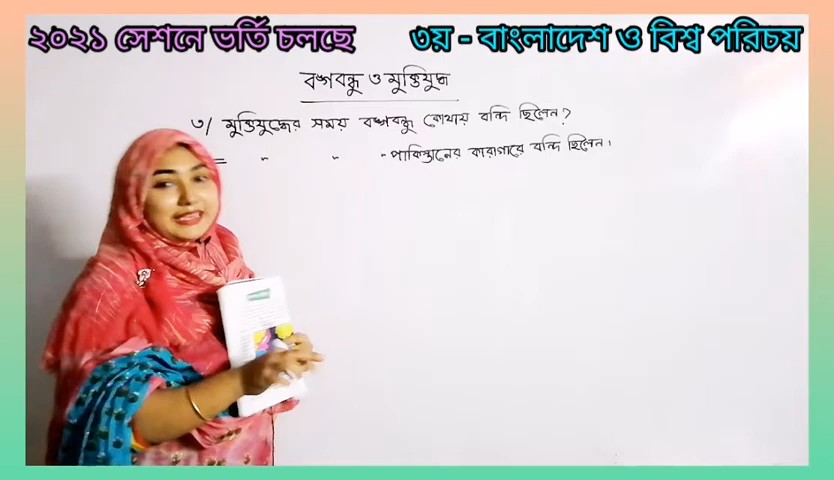 ২০২১ সেশনে ভর্তি চলছে
৩য় - বাংলাদেশ ও বিশ্ব পরিচয়
বঙ্গবন্ধু ও মুক্তিযুদ্ধ
৩/ মুক্তিযুদ্ধের সময় বঙ্গবন্ধু কোথায় বন্দি ছিলেন?
= " " " পাকিস্তানের কারাগারে বন্দি ছিলেন।